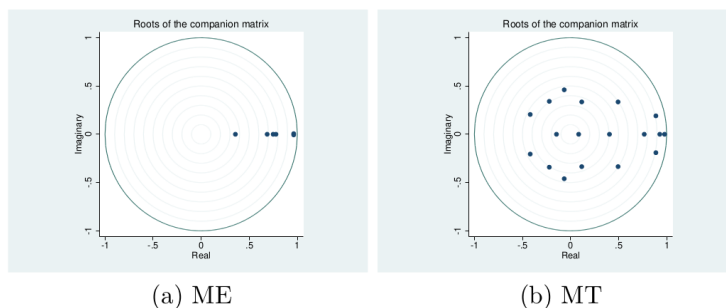 Roots of the companion matrix
Imaginary
1
.5
0
-.5
-1
-1
-.5
0
.5
1
Real
(a) ME
Roots of the companion matrix
Imaginary
1
.5
0
-.5
-1
-1
-.5
0
.5
1
Real
(b) MT